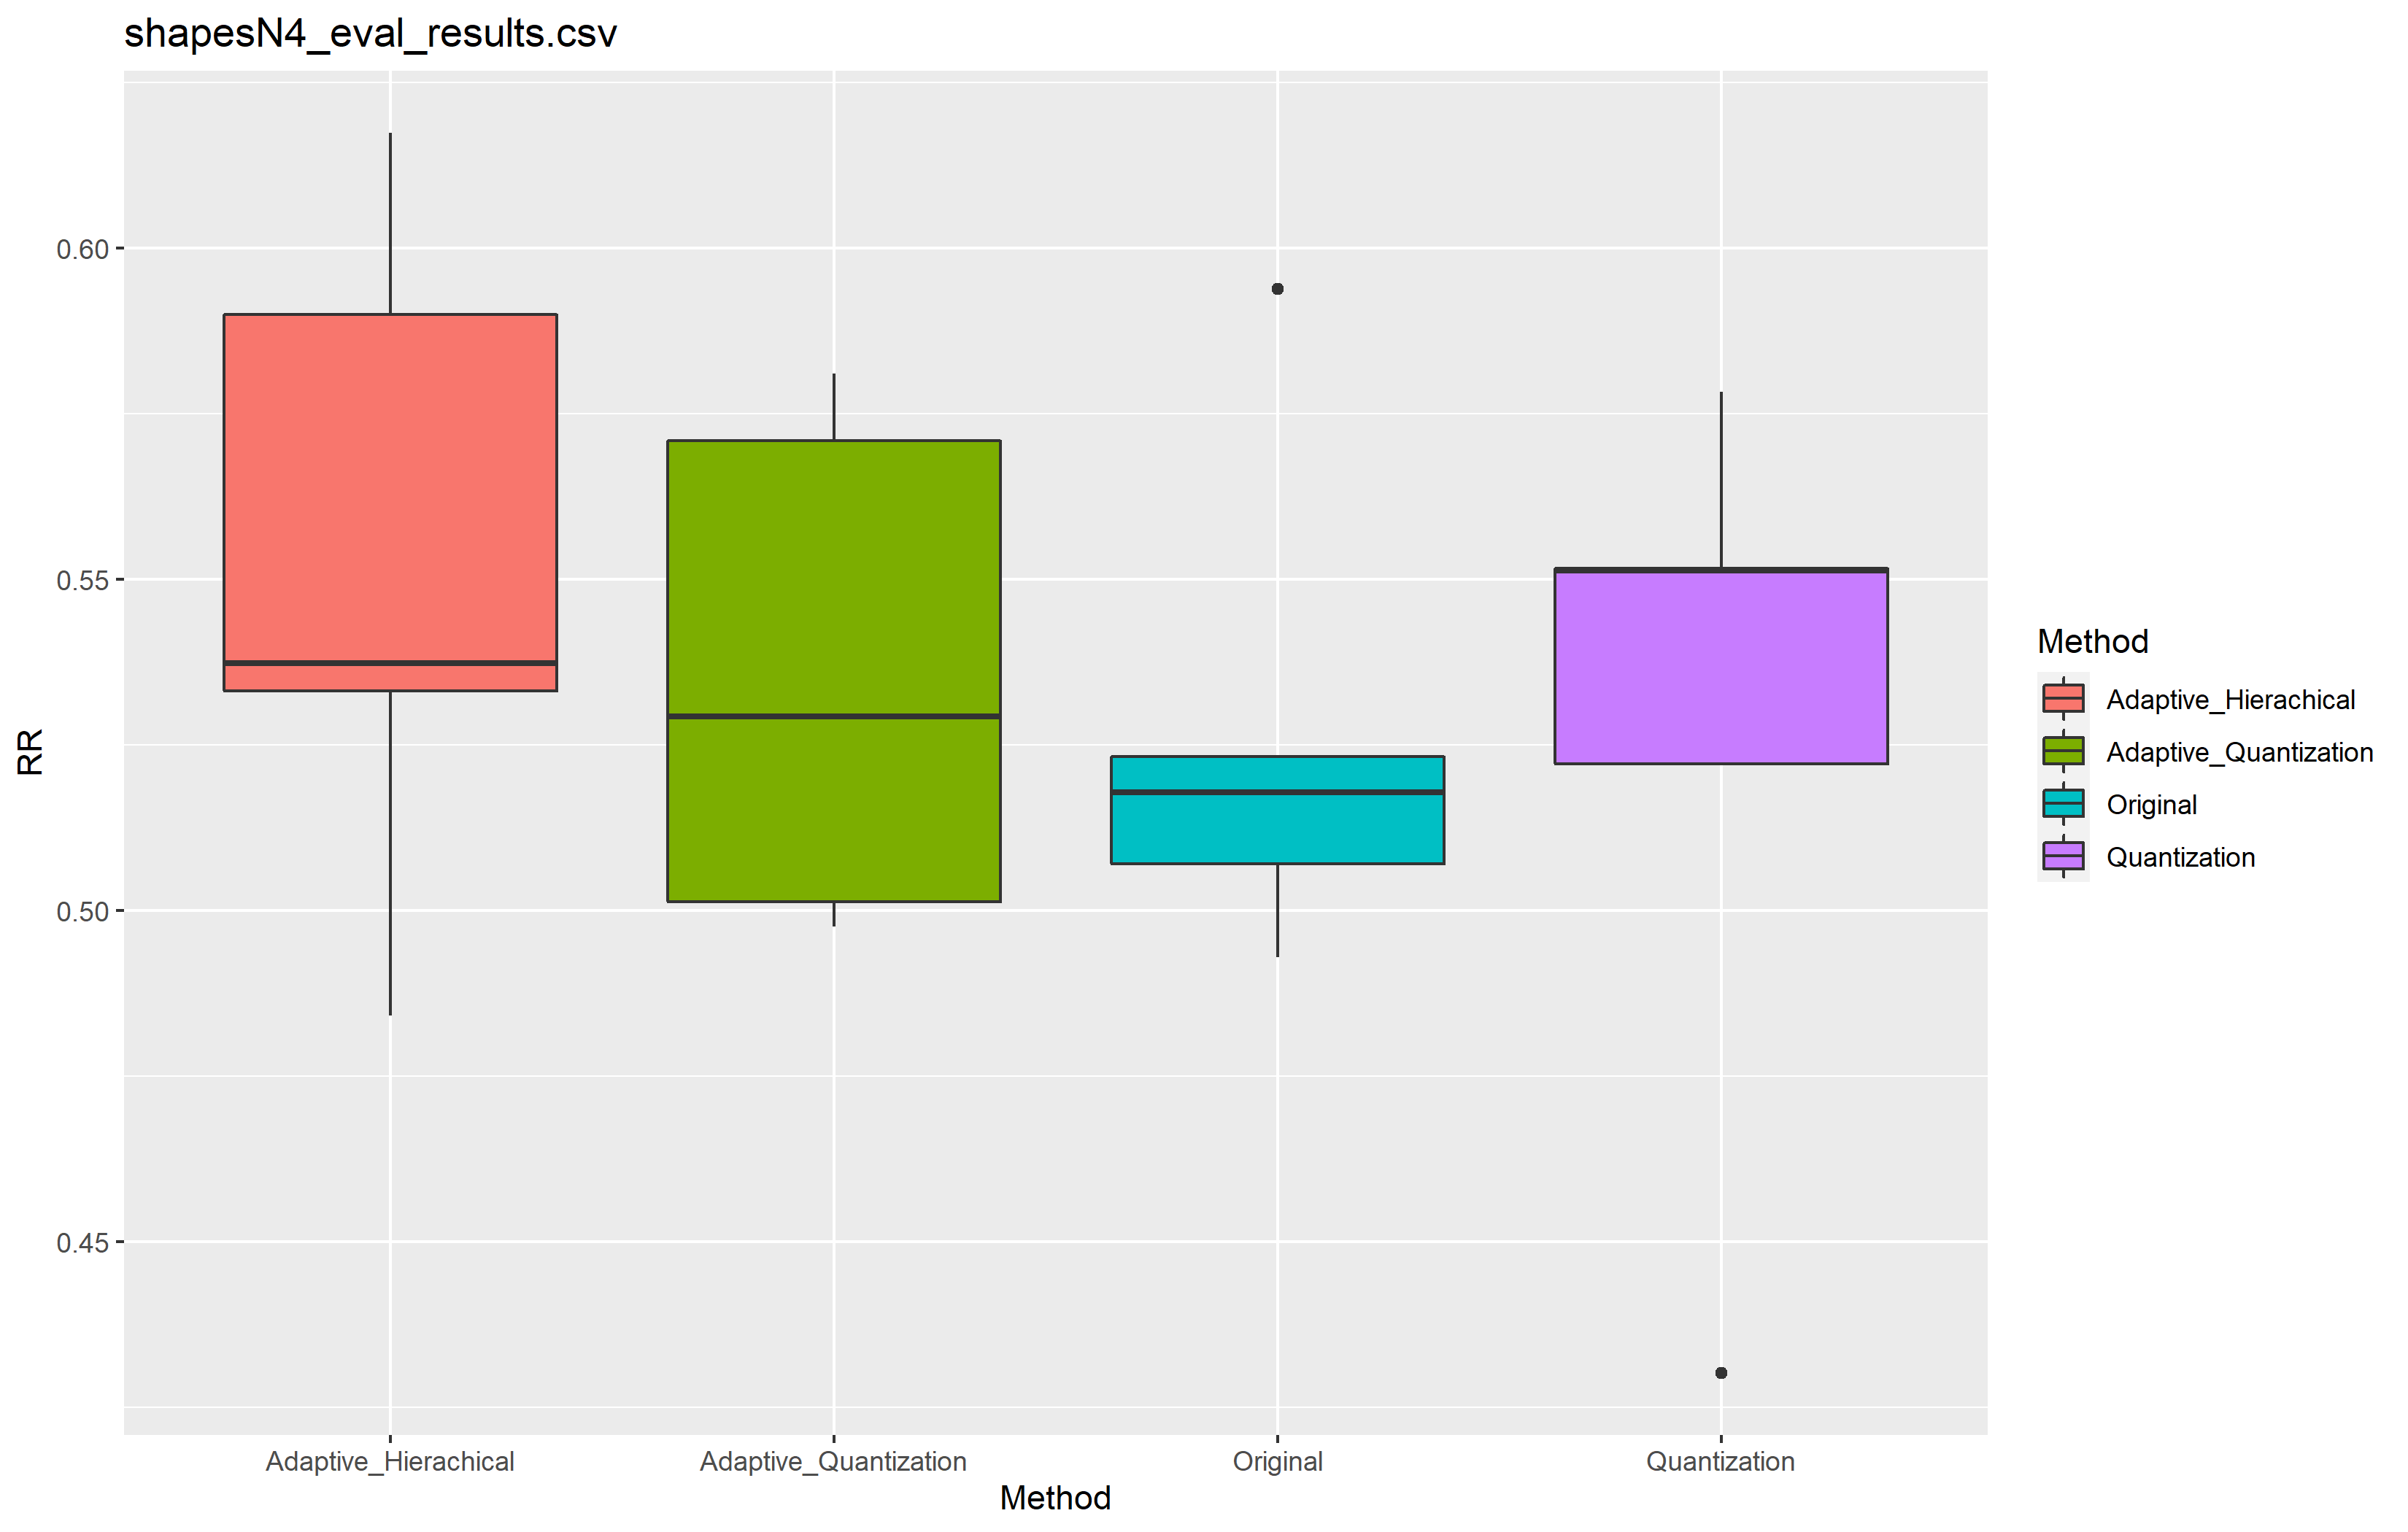 shapesN4_eval_results.csv
RR
0.60
0.55
0.50
0.45
Adaptive_Hierachical
Adaptive_Quantization
Original
Quantization
Method
Method
Adaptive_Hierachical
Adaptive_Quantization
Original
Quantization